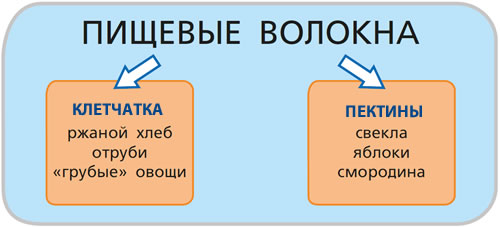 ПИЩЕВЫЕ ВОЛОКНА
КЛЕТЧАТКА
ржаной хлеб
отруби
«грубые» овощи
ПЕКТИНЫ
свекла
яблоки
смородина